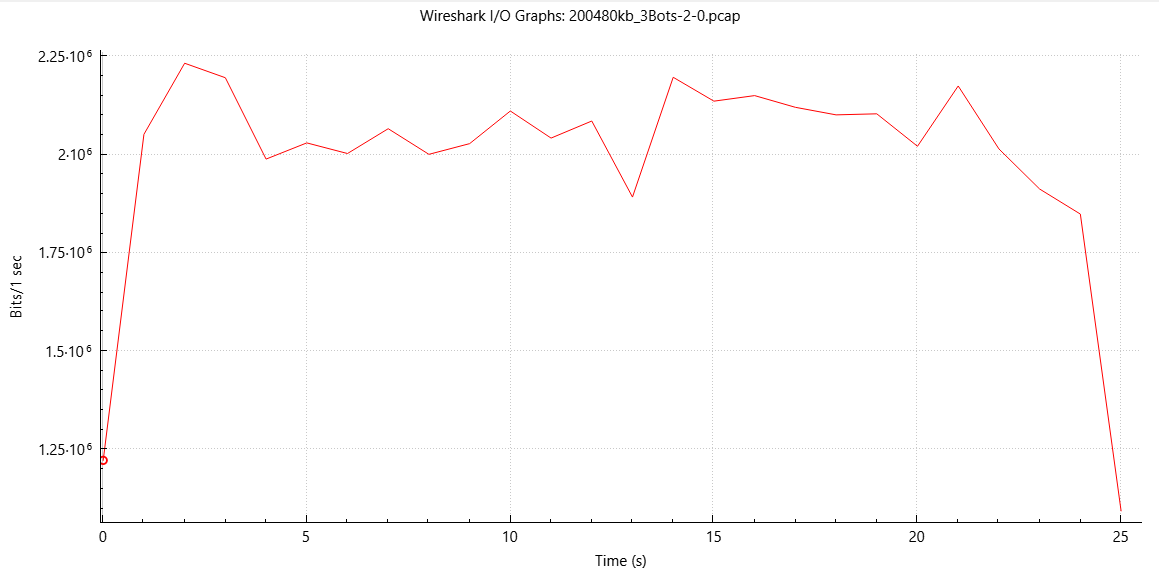 Wireshark I/O Graphs: 200480kb_3Bots-2-0.pcap
2.25·10⁶
2·10⁶
1.75·10⁶
1.5·10⁶
1.25·10⁶
Bits/1 sec
0 5 10 15 20 25
Time (s)